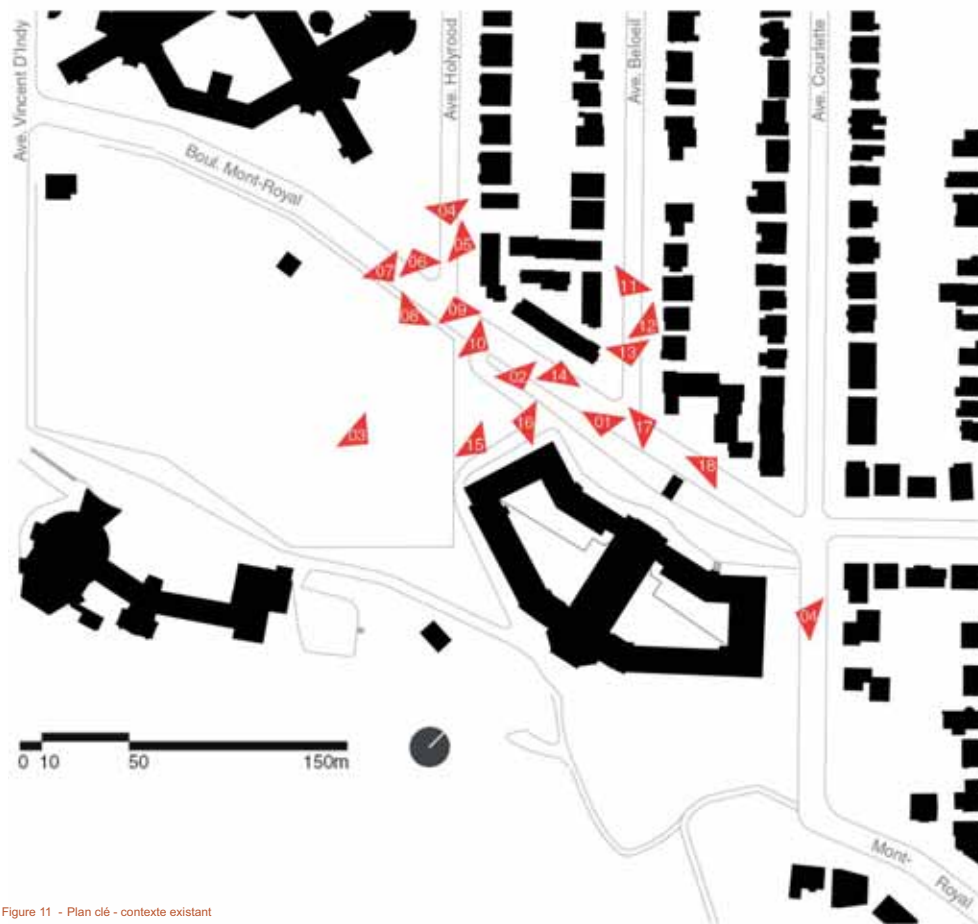 Ave. Vincent D'Indy
Ave. Holyrood
Ave. Beloeil
Ave. Courlette
Boul. Mont-Royal
04
05
06
07
11
08
09
12
10
13
02
14
01
17
03
16
15
18
04
0 10 50 150m
Mont-
Royal
Figure 11 - Plan clé - contexte existant